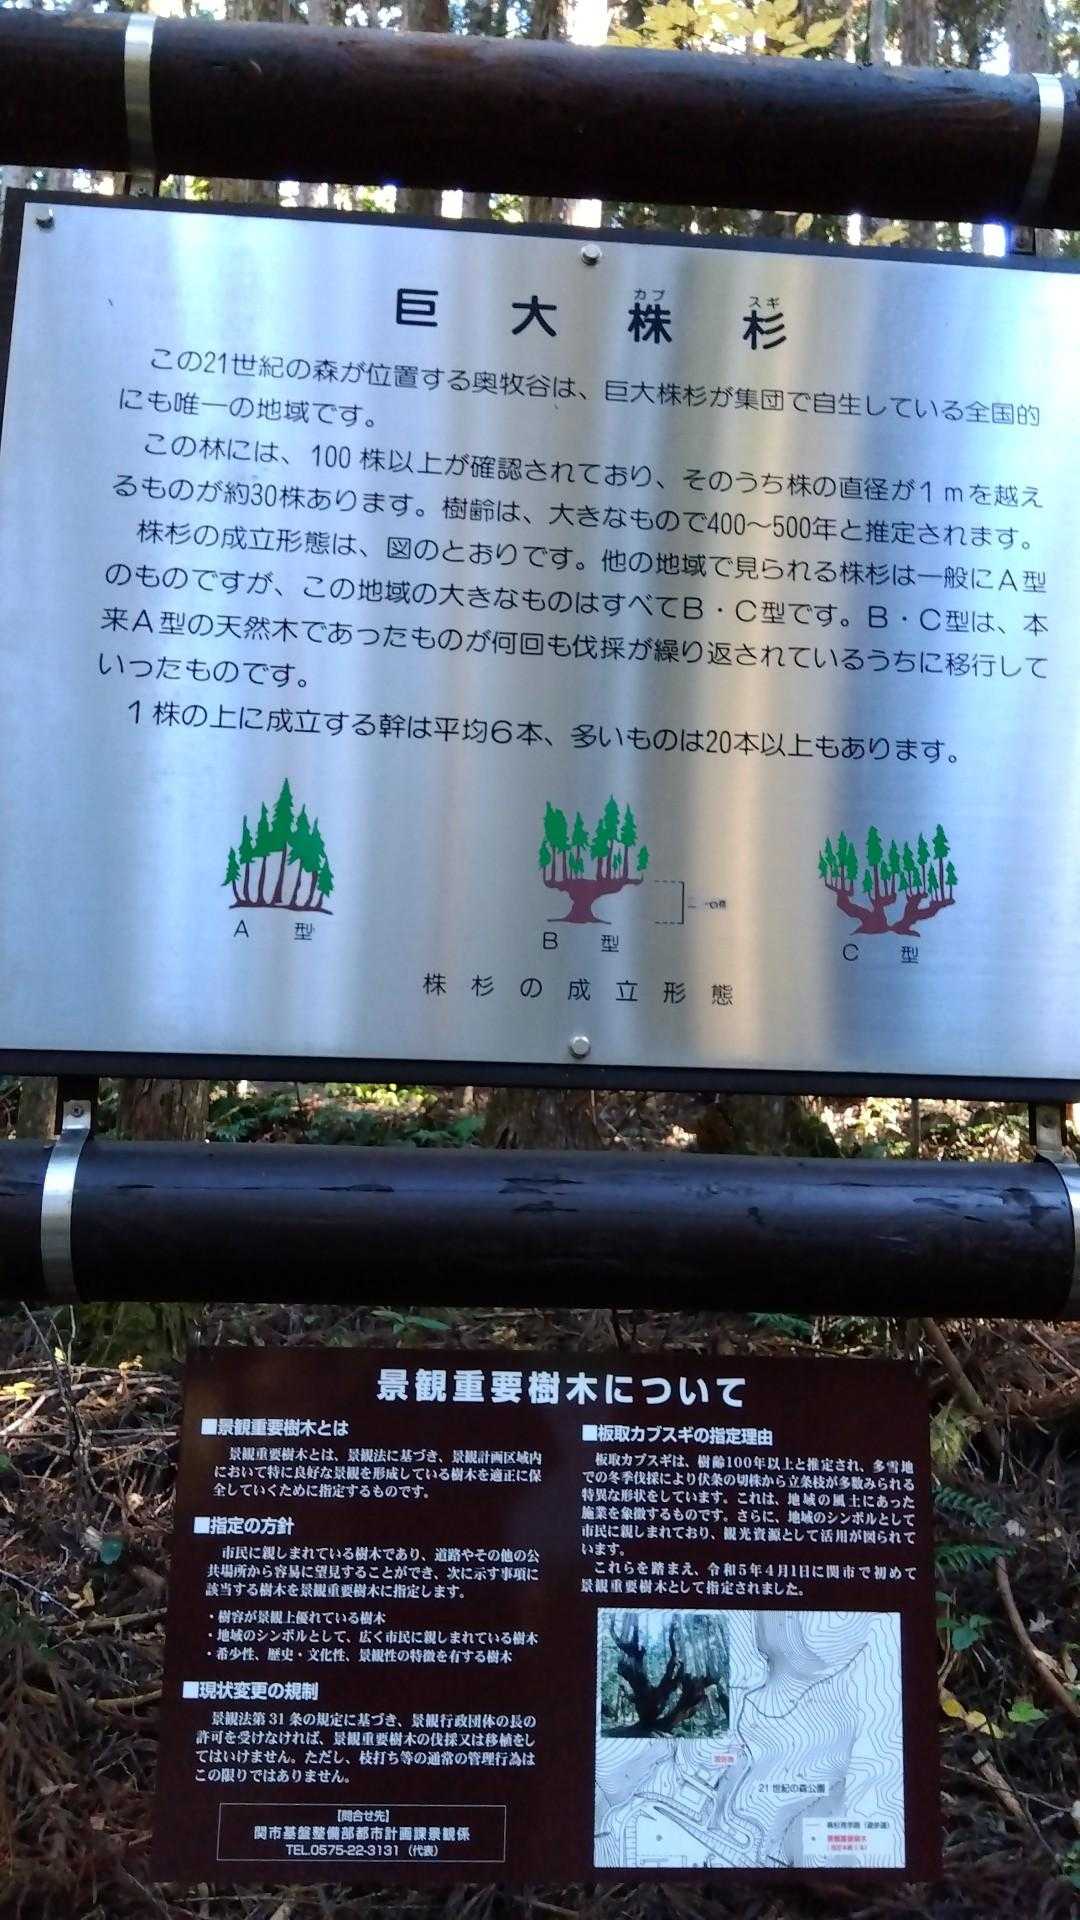 巨大株杉
カブ スギ
この21世紀の森が位置する奥牧谷は、巨大株杉が集団で自生している全国的
にも唯一の地域です。
この林には、100株以上が確認されており、そのうち株の直径が1mを越え
るものが約30株あります。樹齢は、大きなもので400～500年と推定されます。
株杉の成立形態は、図のとおりです。他の地域で見られる株杉は一般にA型
のものですが、この地域の大きなものはすべてB・C型です。B・C型は、本
来A型の天然木であったものが何回も伐採が繰り返されているうちに移行して
いったものです。
1株の上に成立する幹は平均6本、多いものは20本以上もあります。
A 型
B 型
C 型
株杉の成立形態
景観重要樹木について
■景観重要樹木とは
景観重要樹木とは、景観法に基づき、景観計画区域内
において特に良好な景観を形成している樹木を適正に保
全していくために指定するものです。
■指定の方針
市民に親しまれている樹木であり、道路やその他の公
共場所から容易に望見することができ、次に示す事項に
該当する樹木を景観重要樹木に指定します。
・樹容が景観上優れている樹木
・地域のシンボルとして、広く市民に親しまれている樹木
・希少性、歴史・文化性、景観性の特徴を有する樹木
■現状変更の規制
景観法第31条の規定に基づき、景観行政団体の長の
許可を受けなければ、景観重要樹木の伐採又は移植をし
てはいけません。ただし、枝打ち等の通常の管理行為は
この限りではありません。
【問合せ先】
関市基盤整備部都市計画課景観係
TEL.0575-22-3131（代表）
■板取カブスギの指定理由
板取カブスギは、樹齢100年以上と推定され、多雪地
での冬季伐採により伏条の切株から立条枝が多数みられる
特異な形状をしています。これは、地域の風土にあった
施業を象徴するものです。さらに、地域のシンボルとして
市民に親しまれており、観光資源として活用が図られて
います。
これらを踏まえ、令和5年4月1日に関市で初めて
景観重要樹木として指定されました。
21世紀の森公園
景観重要樹木